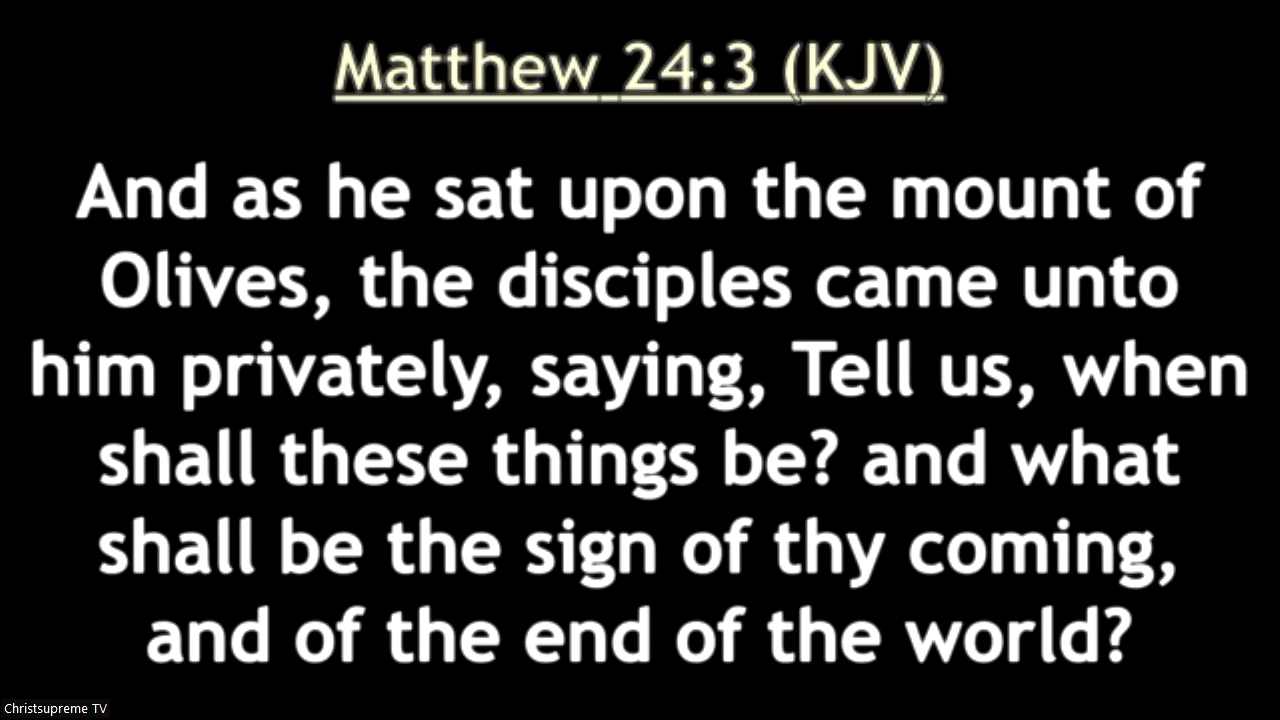 Matthew 24:3 (KJV)
And as he sat upon the mount of
Olives, the disciples came unto
him privately, saying, Tell us, when
shall these things be? and what
shall be the sign of thy coming,
and of the end of the world?
Christsupreme TV